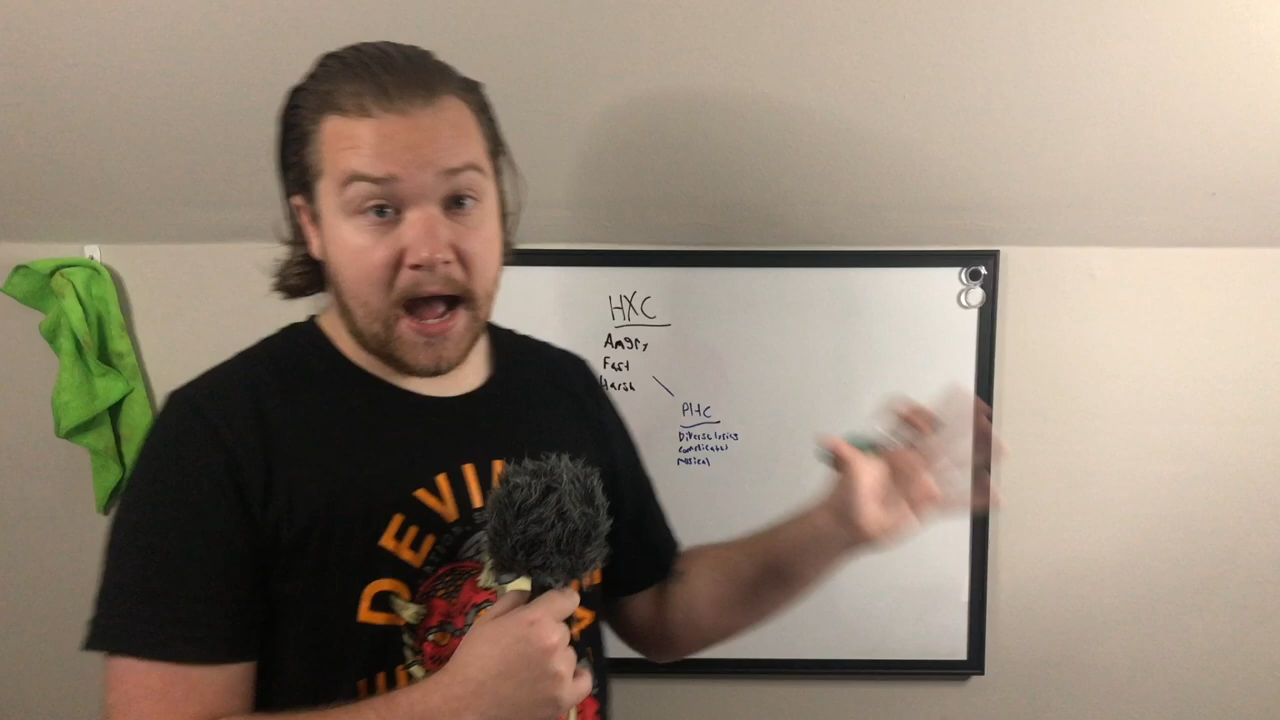 HXC
Angry
Fast
Harsh
PHC
Diverse lyrics
complicated
musical
DEVIL